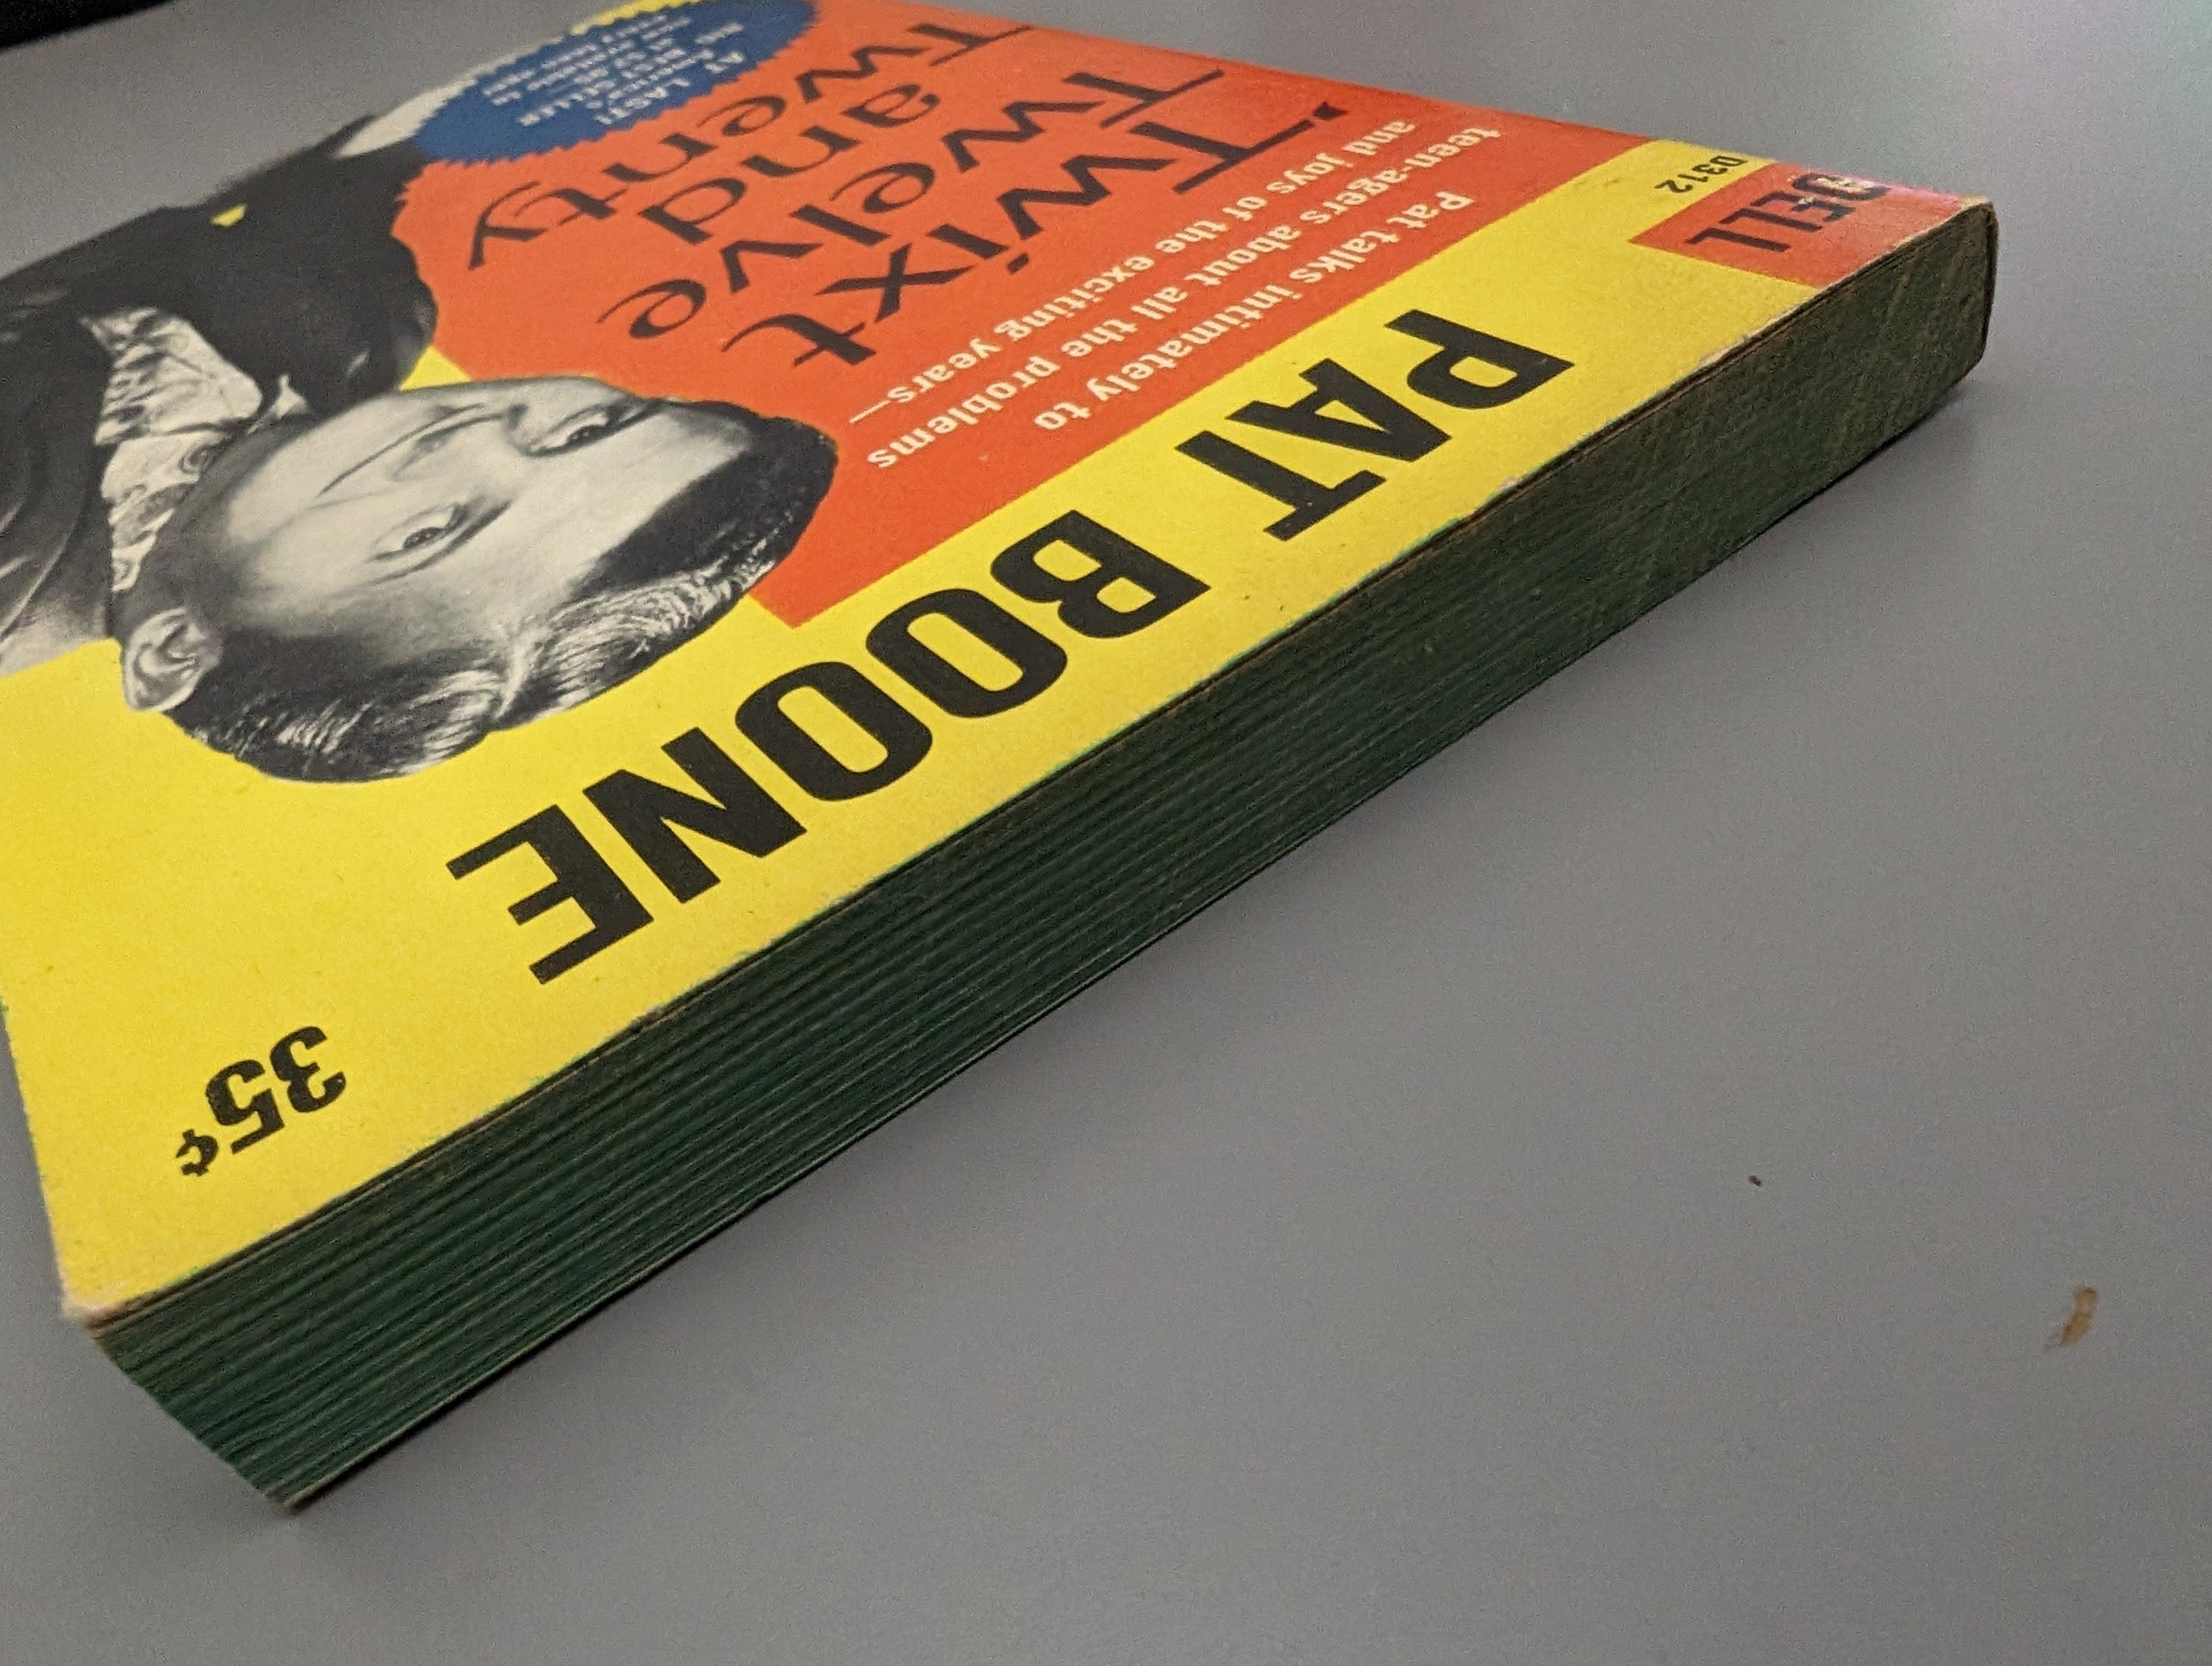 DELL
0312
35¢
PAT BOONE
Pat talks intimately to
teen-agers about all the problems
and joys of the exciting years—
'Twixt
Twelve
and
Twenty
AT LAST!